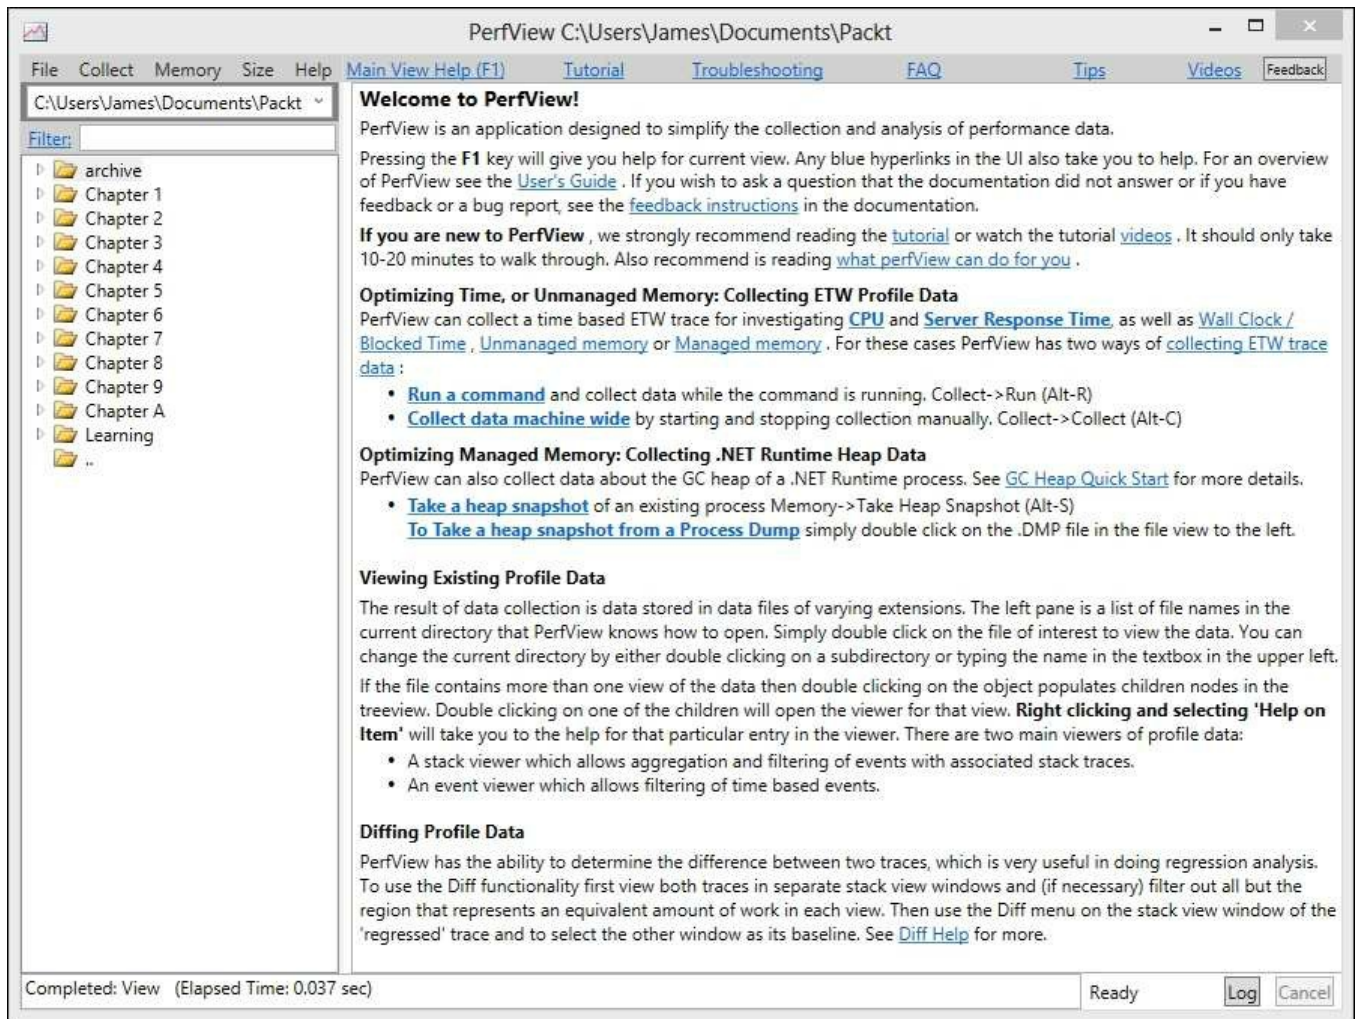 PerfView C:\Users\James\Documents\Packt
File Collect Memory Size Help Main View Help (F1) Tutorial Troubleshooting FAQ Tips Videos Feedback
C:\Users\James\Documents\Packt
Filter:
archive
Chapter 1
Chapter 2
Chapter 3
Chapter 4
Chapter 5
Chapter 6
Chapter 7
Chapter 8
Chapter 9
Chapter A
Learning
..
Welcome to PerfView!
PerfView is an application designed to simplify the collection and analysis of performance data.
Pressing the F1 key will give you help for current view. Any blue hyperlinks in the UI also take you to help. For an overview
of PerfView see the User's Guide . If you wish to ask a question that the documentation did not answer or if you have
feedback or a bug report, see the feedback instructions in the documentation.
If you are new to PerfView , we strongly recommend reading the tutorial or watch the tutorial videos . It should only take
10-20 minutes to walk through. Also recommend is reading what perfView can do for you .
Optimizing Time, or Unmanaged Memory: Collecting ETW Profile Data
PerfView can collect a time based ETW trace for investigating CPU and Server Response Time, as well as Wall Clock /
Blocked Time , Unmanaged memory or Managed memory . For these cases PerfView has two ways of collecting ETW trace
data :
• Run a command and collect data while the command is running. Collect->Run (Alt-R)
• Collect data machine wide by starting and stopping collection manually. Collect->Collect (Alt-C)
Optimizing Managed Memory: Collecting .NET Runtime Heap Data
PerfView can also collect data about the GC heap of a .NET Runtime process. See GC Heap Quick Start for more details.
• Take a heap snapshot of an existing process Memory->Take Heap Snapshot (Alt-S)
To Take a heap snapshot from a Process Dump simply double click on the .DMP file in the file view to the left.
Viewing Existing Profile Data
The result of data collection is data stored in data files of varying extensions. The left pane is a list of file names in the
current directory that PerfView knows how to open. Simply double click on the file of interest to view the data. You can
change the current directory by either double clicking on a subdirectory or typing the name in the textbox in the upper left.
If the file contains more than one view of the data then double clicking on the object populates children nodes in the
treeview. Double clicking on one of the children will open the viewer for that view. Right clicking and selecting 'Help on
Item' will take you to the help for that particular entry in the viewer. There are two main viewers of profile data:
• A stack viewer which allows aggregation and filtering of events with associated stack traces.
• An event viewer which allows filtering of time based events.
Diffing Profile Data
PerfView has the ability to determine the difference between two traces, which is very useful in doing regression analysis.
To use the Diff functionality first view both traces in separate stack view windows and (if necessary) filter out all but the
region that represents an equivalent amount of work in each view. Then use the Diff menu on the stack view window of the
'regressed' trace and to select the other window as its baseline. See Diff Help for more.
Completed: View (Elapsed Time: 0.037 sec)
Ready Log Cancel